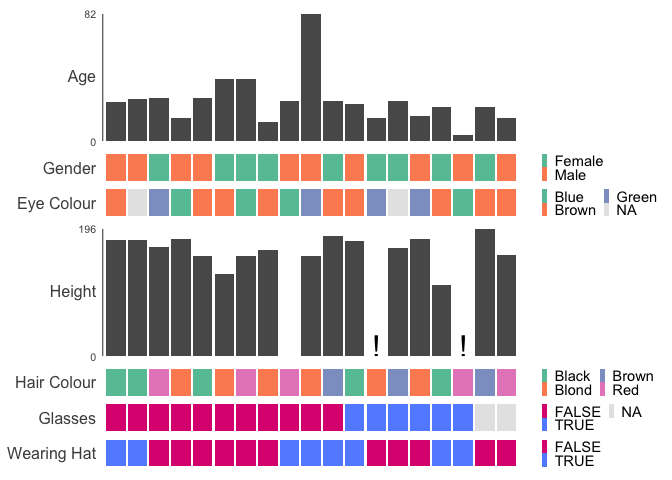 82
Age
0
Gender
Female
Male
Eye Colour
Blue
Green
Brown
NA
196
Height
! !
0
Hair Colour
Black
Brown
Blond
Red
Glasses
FALSE
NA
TRUE
Wearing Hat
FALSE
TRUE